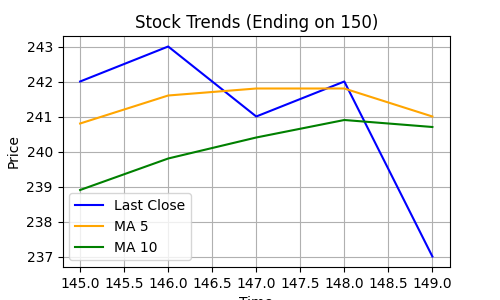 Stock Trends (Ending on 150)
243
242
241
240
239
238
237
Price
Last Close
MA 5
MA 10
145.0 145.5 146.0 146.5 147.0 147.5 148.0 148.5 149.0
Time